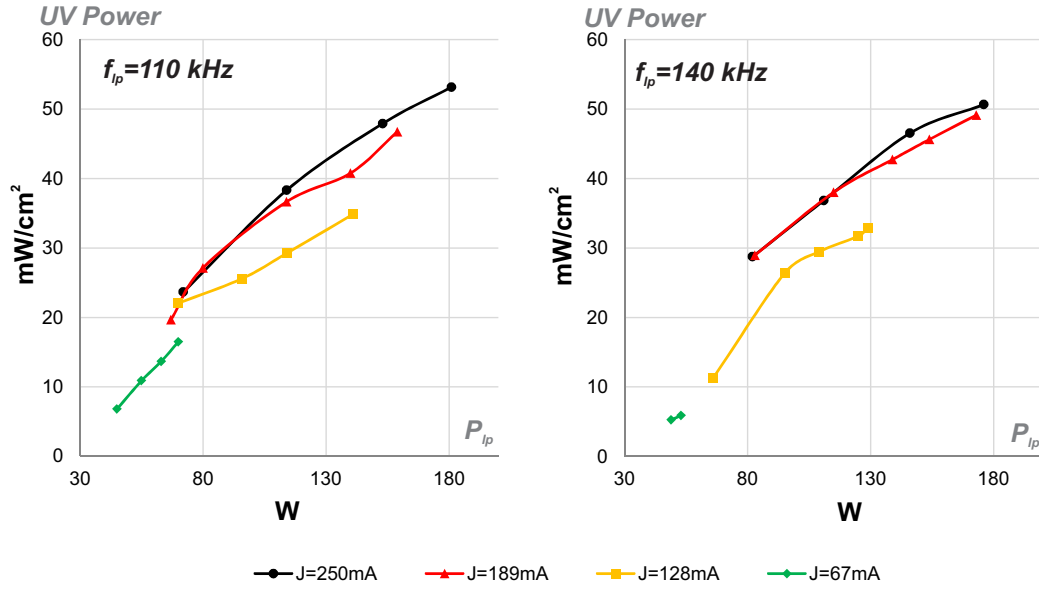 UV Power
60
50
40
30
20
10
0
mW/cm²
f_lp=110 kHz
P_lp
30 80 130 180
W
UV Power
60
50
40
30
20
10
0
mW/cm²
f_lp=140 kHz
P_lp
30 80 130 180
W
J=250mA J=189mA J=128mA J=67mA